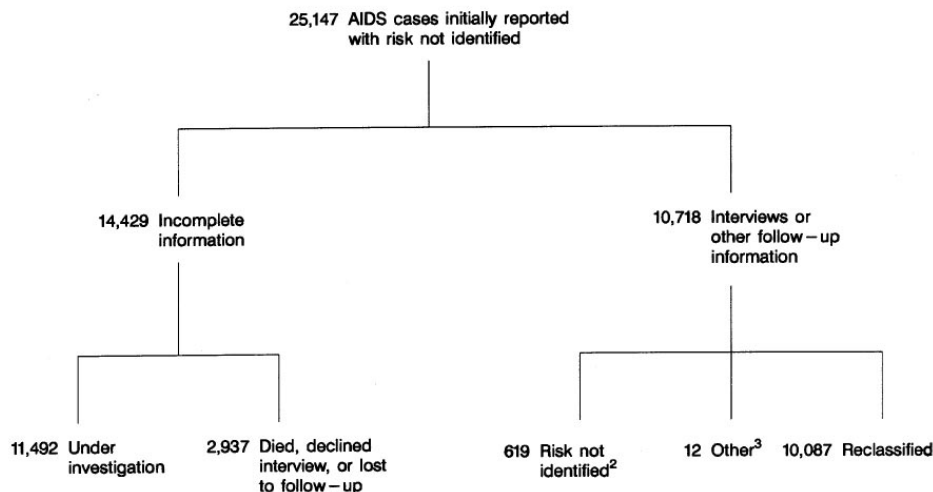 25,147 AIDS cases initially reported
with risk not identified
14,429 Incomplete
information
10,718 Interviews or
other follow-up
information
11,492 Under
investigation
2,937 Died, declined
interview, or lost
to follow-up
619 Risk not
identified²
12 Other³
10,087 Reclassified